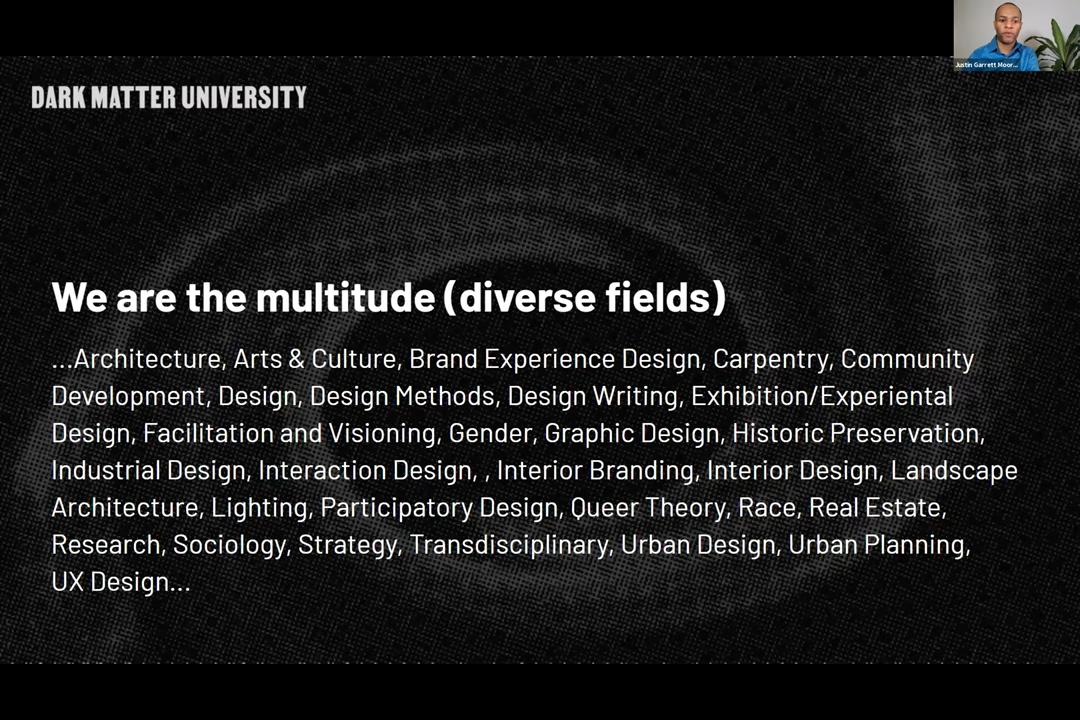 Justin Garrett Moor...
DARK MATTER UNIVERSITY
We are the multitude (diverse fields)
...Architecture, Arts & Culture, Brand Experience Design, Carpentry, Community
Development, Design, Design Methods, Design Writing, Exhibition/Experiental
Design, Facilitation and Visioning, Gender, Graphic Design, Historic Preservation,
Industrial Design, Interaction Design, , Interior Branding, Interior Design, Landscape
Architecture, Lighting, Participatory Design, Queer Theory, Race, Real Estate,
Research, Sociology, Strategy, Transdisciplinary, Urban Design, Urban Planning,
UX Design...